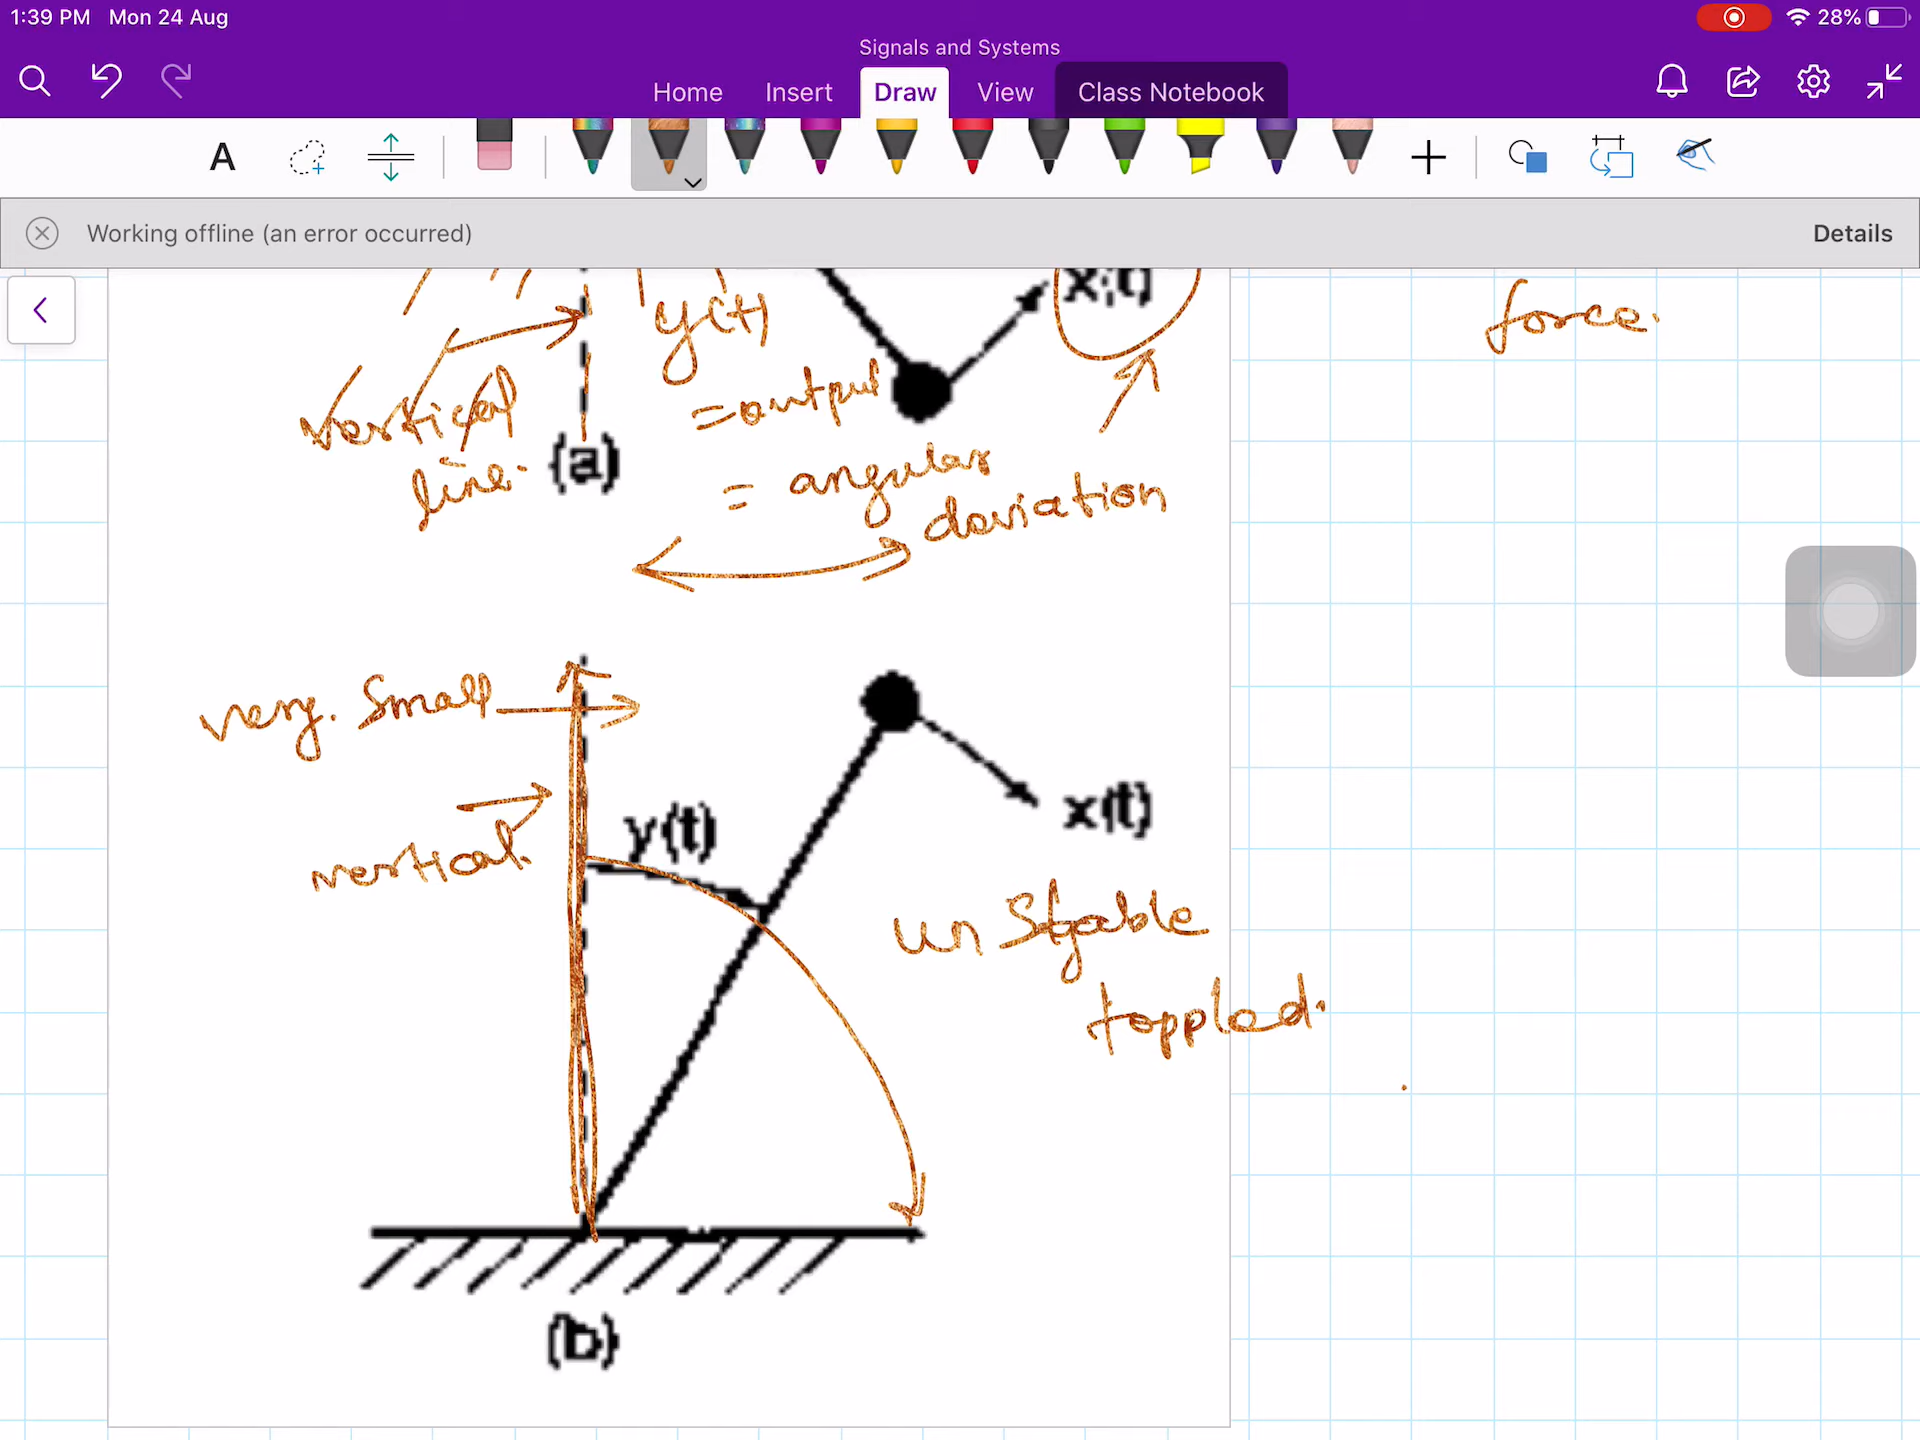 1:39 PM Mon 24 Aug
28%
Signals and Systems
Home Insert Draw View Class Notebook
A
Working offline (an error occurred)
Details
x(t)
force.
y(t)
vertical
line.
= output
(a)
= angular
deviation
very. Small
x(t)
y(t)
vertical.
un Stable
toppled.
(b)